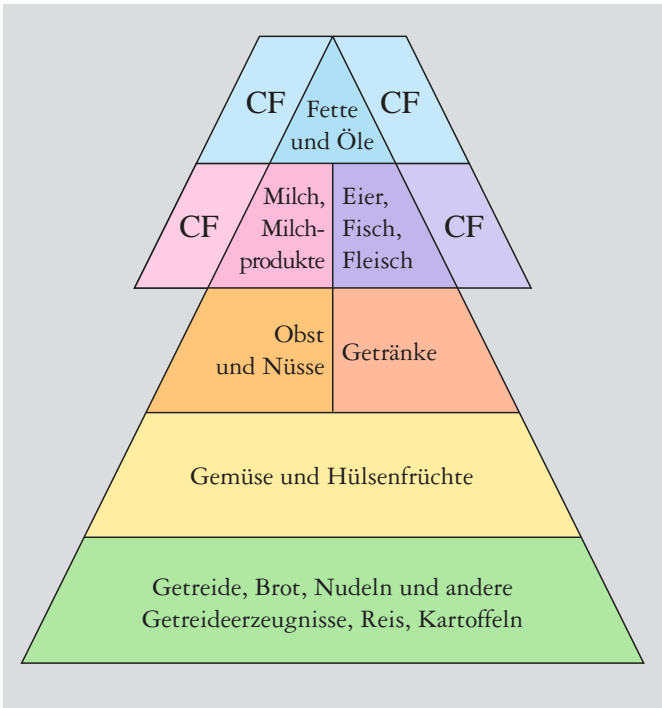 CF
Fette
und Öle
CF
CF
Milch,
Milch-
produkte
Eier,
Fisch,
Fleisch
CF
Obst
und Nüsse
Getränke
Gemüse und Hülsenfrüchte
Getreide, Brot, Nudeln und andere
Getreideerzeugnisse, Reis, Kartoffeln